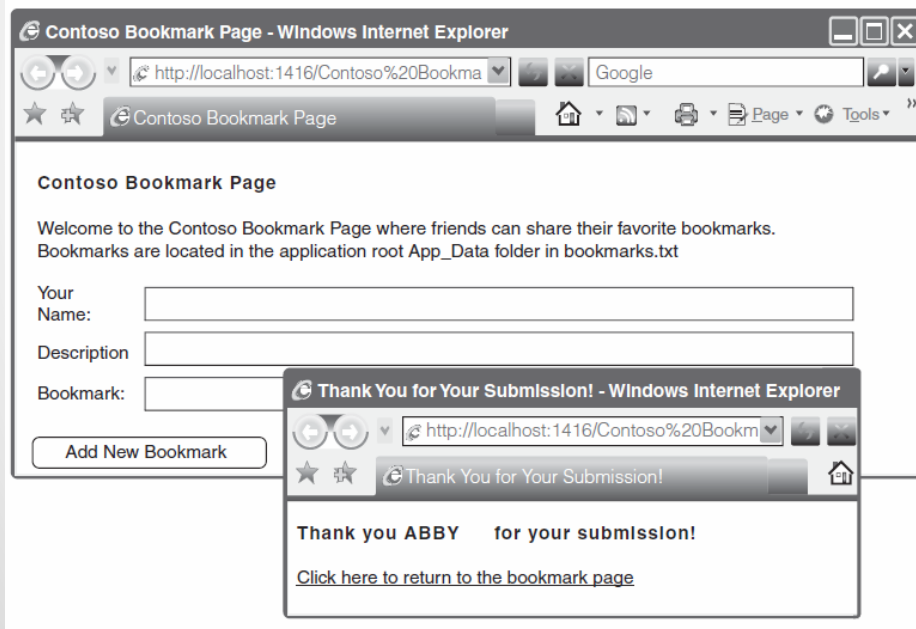 Contoso Bookmark Page - Windows Internet Explorer
http://localhost:1416/Contoso%20Bookma
Google
Contoso Bookmark Page
Page
Tools
»
Contoso Bookmark Page
Welcome to the Contoso Bookmark Page where friends can share their favorite bookmarks.
Bookmarks are located in the application root App_Data folder in bookmarks.txt
Your
Name:
Description
Bookmark:
Add New Bookmark
Thank You for Your Submission! - Windows Internet Explorer
http://localhost:1416/Contoso%20Bookm
Thank You for Your Submission!
Thank you ABBY for your submission!
Click here to return to the bookmark page